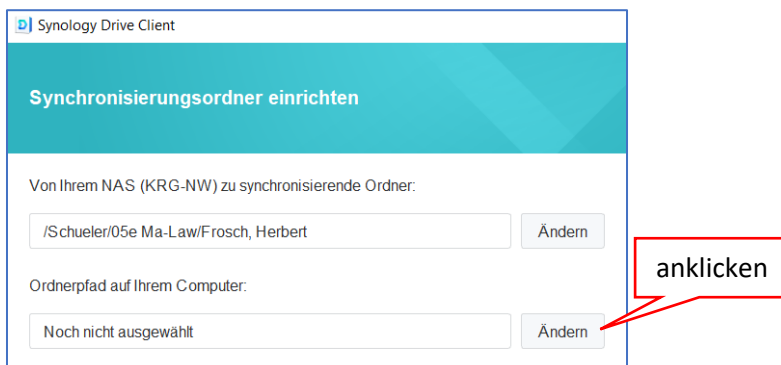 Synology Drive Client
Synchronisierungsordner einrichten
Von Ihrem NAS (KRG-NW) zu synchronisierende Ordner:
/Schueler/05e Ma-Law/Frosch, Herbert
Ändern
anklicken
Ordnerpfad auf Ihrem Computer:
Noch nicht ausgewählt
Ändern